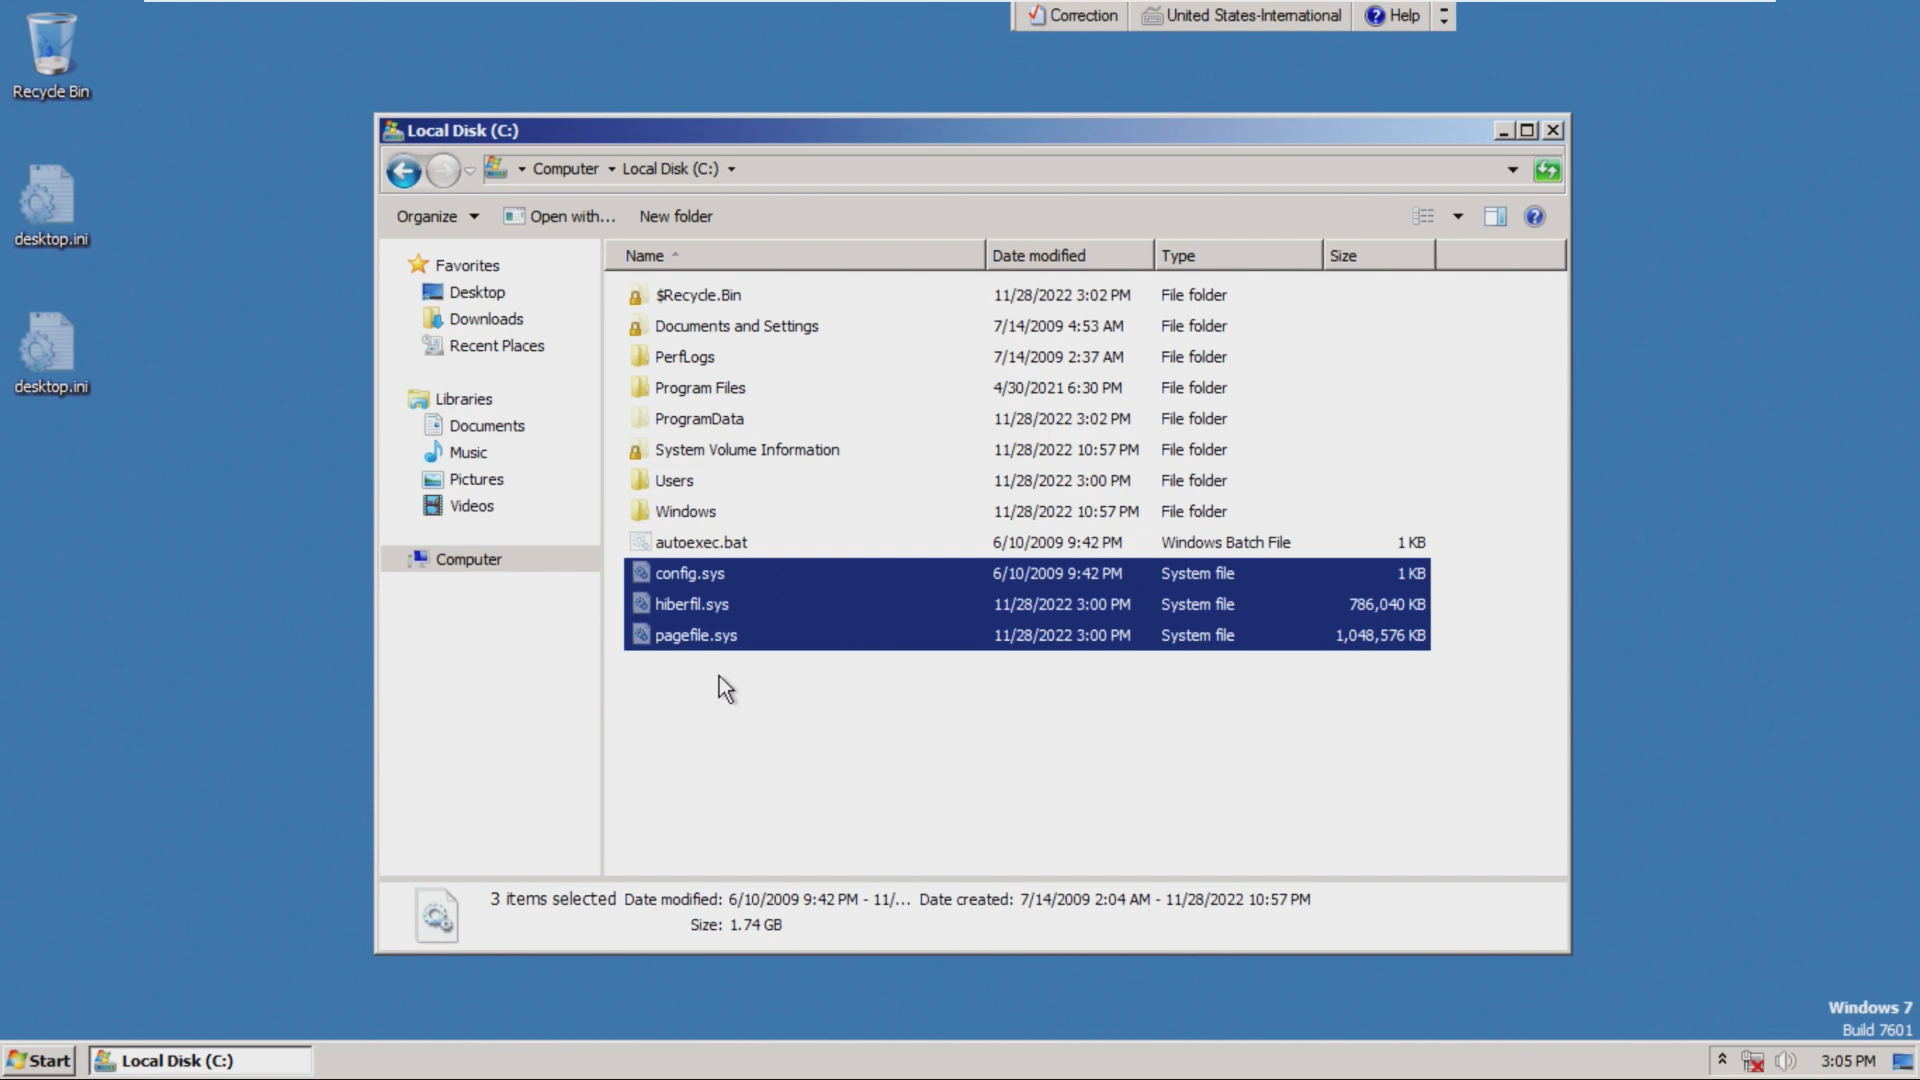 Correction United States-International Help
Recycle Bin
desktop.ini
desktop.ini
Local Disk (C:)
Computer Local Disk (C:)
Organize Open with... New folder
Favorites
Desktop
Downloads
Recent Places
Libraries
Documents
Music
Pictures
Videos
Computer
Name Date modified Type Size
$Recycle.Bin 11/28/2022 3:02 PM File folder
Documents and Settings 7/14/2009 4:53 AM File folder
PerfLogs 7/14/2009 2:37 AM File folder
Program Files 4/30/2021 6:30 PM File folder
ProgramData 11/28/2022 3:02 PM File folder
System Volume Information 11/28/2022 10:57 PM File folder
Users 11/28/2022 3:00 PM File folder
Windows 11/28/2022 10:57 PM File folder
autoexec.bat 6/10/2009 9:42 PM Windows Batch File 1 KB
config.sys 6/10/2009 9:42 PM System file 1 KB
hiberfil.sys 11/28/2022 3:00 PM System file 786,040 KB
pagefile.sys 11/28/2022 3:00 PM System file 1,048,576 KB
3 items selected Date modified: 6/10/2009 9:42 PM - 11/... Date created: 7/14/2009 2:04 AM - 11/28/2022 10:57 PM
Size: 1.74 GB
Windows 7
Build 7601
Start Local Disk (C:) 3:05 PM